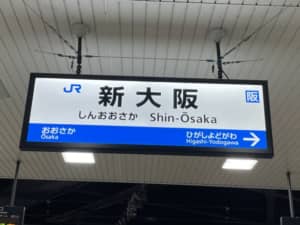 JR
新大阪
阪
しんおおさか Shin-Ōsaka
おおさか ひがしよどがわ
Ōsaka Higashi-Yodogawa